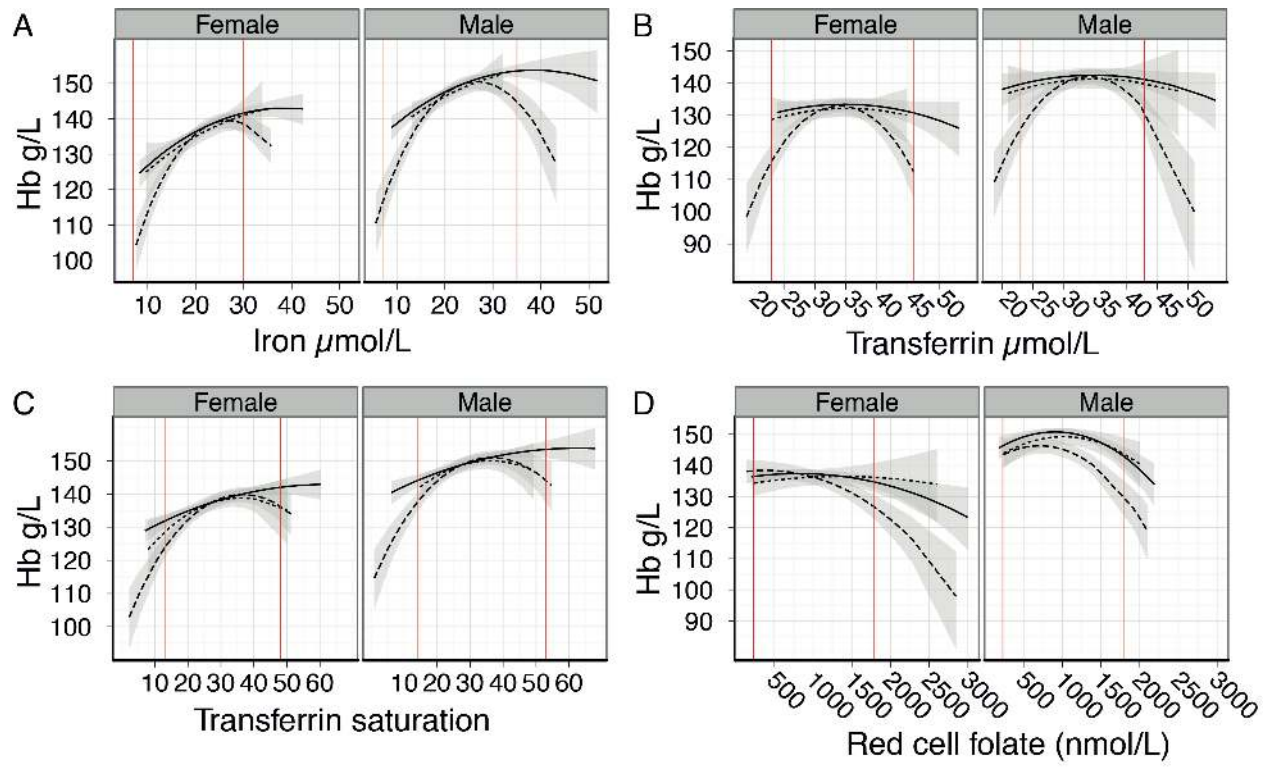 A
Female
Male
Hb g/L
150
140
130
120
110
100
10 20 30 40 50
10 20 30 40 50
Iron µmol/L
B
Female
Male
Hb g/L
150
140
130
120
110
100
90
20 25 30 35 40 45 50
20 25 30 35 40 45 50
Transferrin µmol/L
C
Female
Male
Hb g/L
150
140
130
120
110
100
10 20 30 40 50 60
10 20 30 40 50 60
Transferrin saturation
D
Female
Male
Hb g/L
150
140
130
120
110
100
90
500 1000 1500 2000 2500 3000
500 1000 1500 2000 2500 3000
Red cell folate (nmol/L)